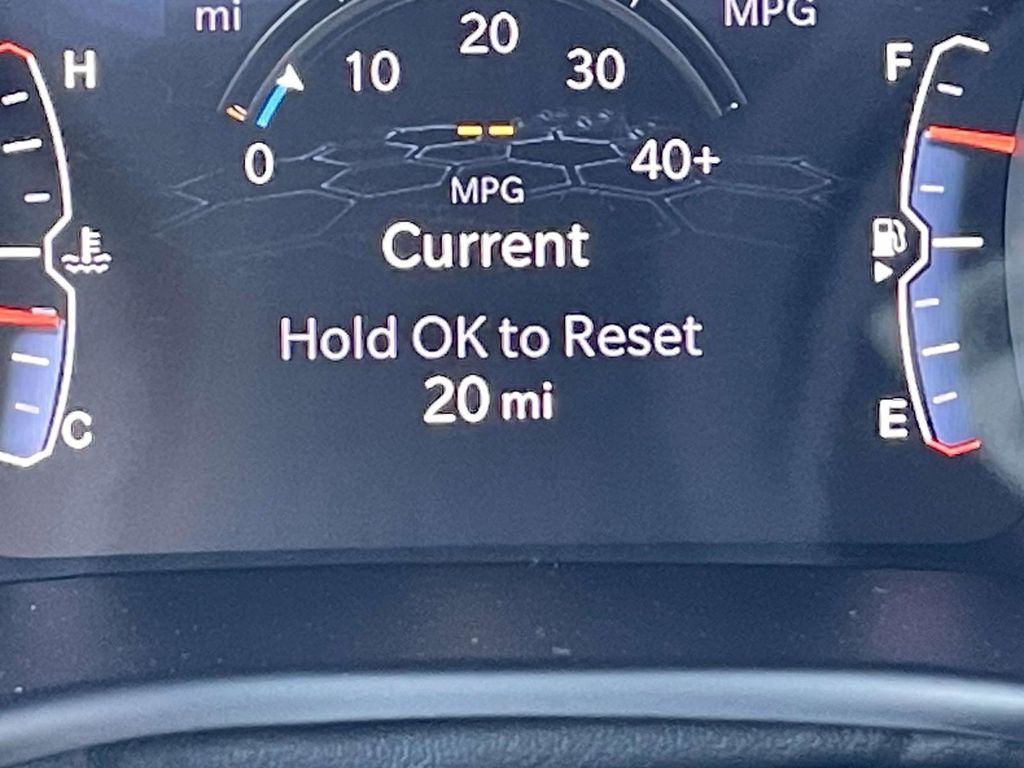 mi MPG
H 20 F
10 30
0 40+
-- 
MPG
Current
Hold OK to Reset
20 mi
C E